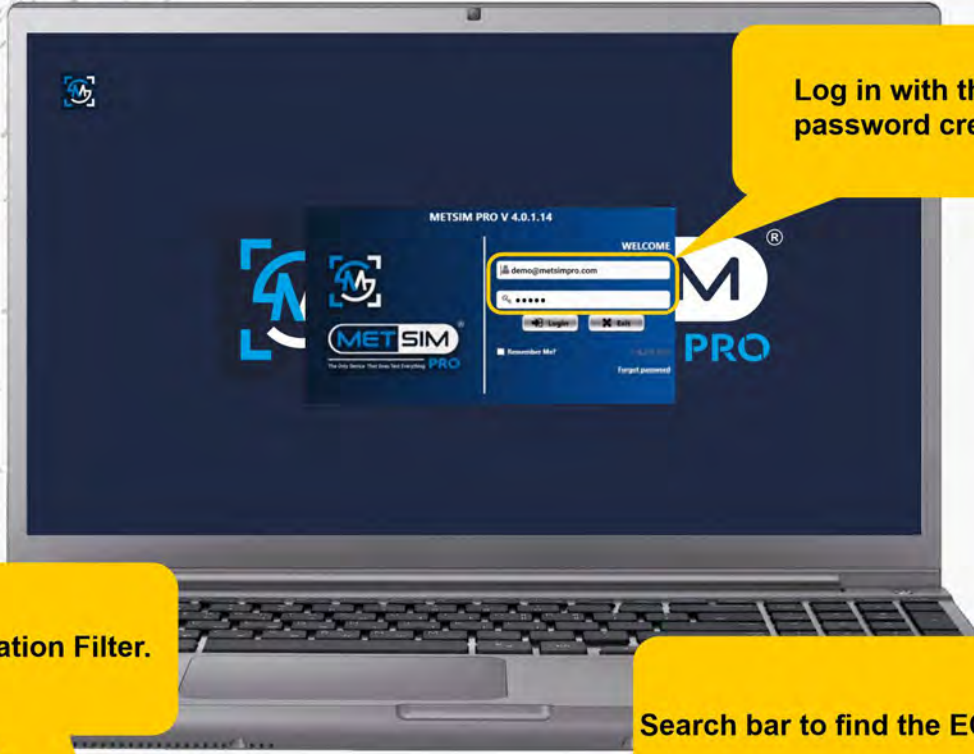 Log in with th
password cre
METSIM PRO V 4.0.1.14
WELCOME
demo@metsimpro.com
Login
Exit
Remember Me?
Forgot password
METSIM®
The Only Device That Does Not Everything PRO
M®
PRO
ation Filter.
Search bar to find the EC